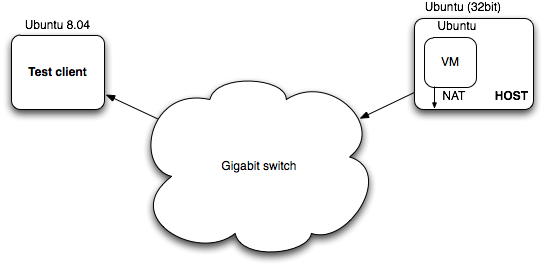 Ubuntu (32bit)
Ubuntu 8.04
Ubuntu
Test client
VM
NAT
HOST
Gigabit switch